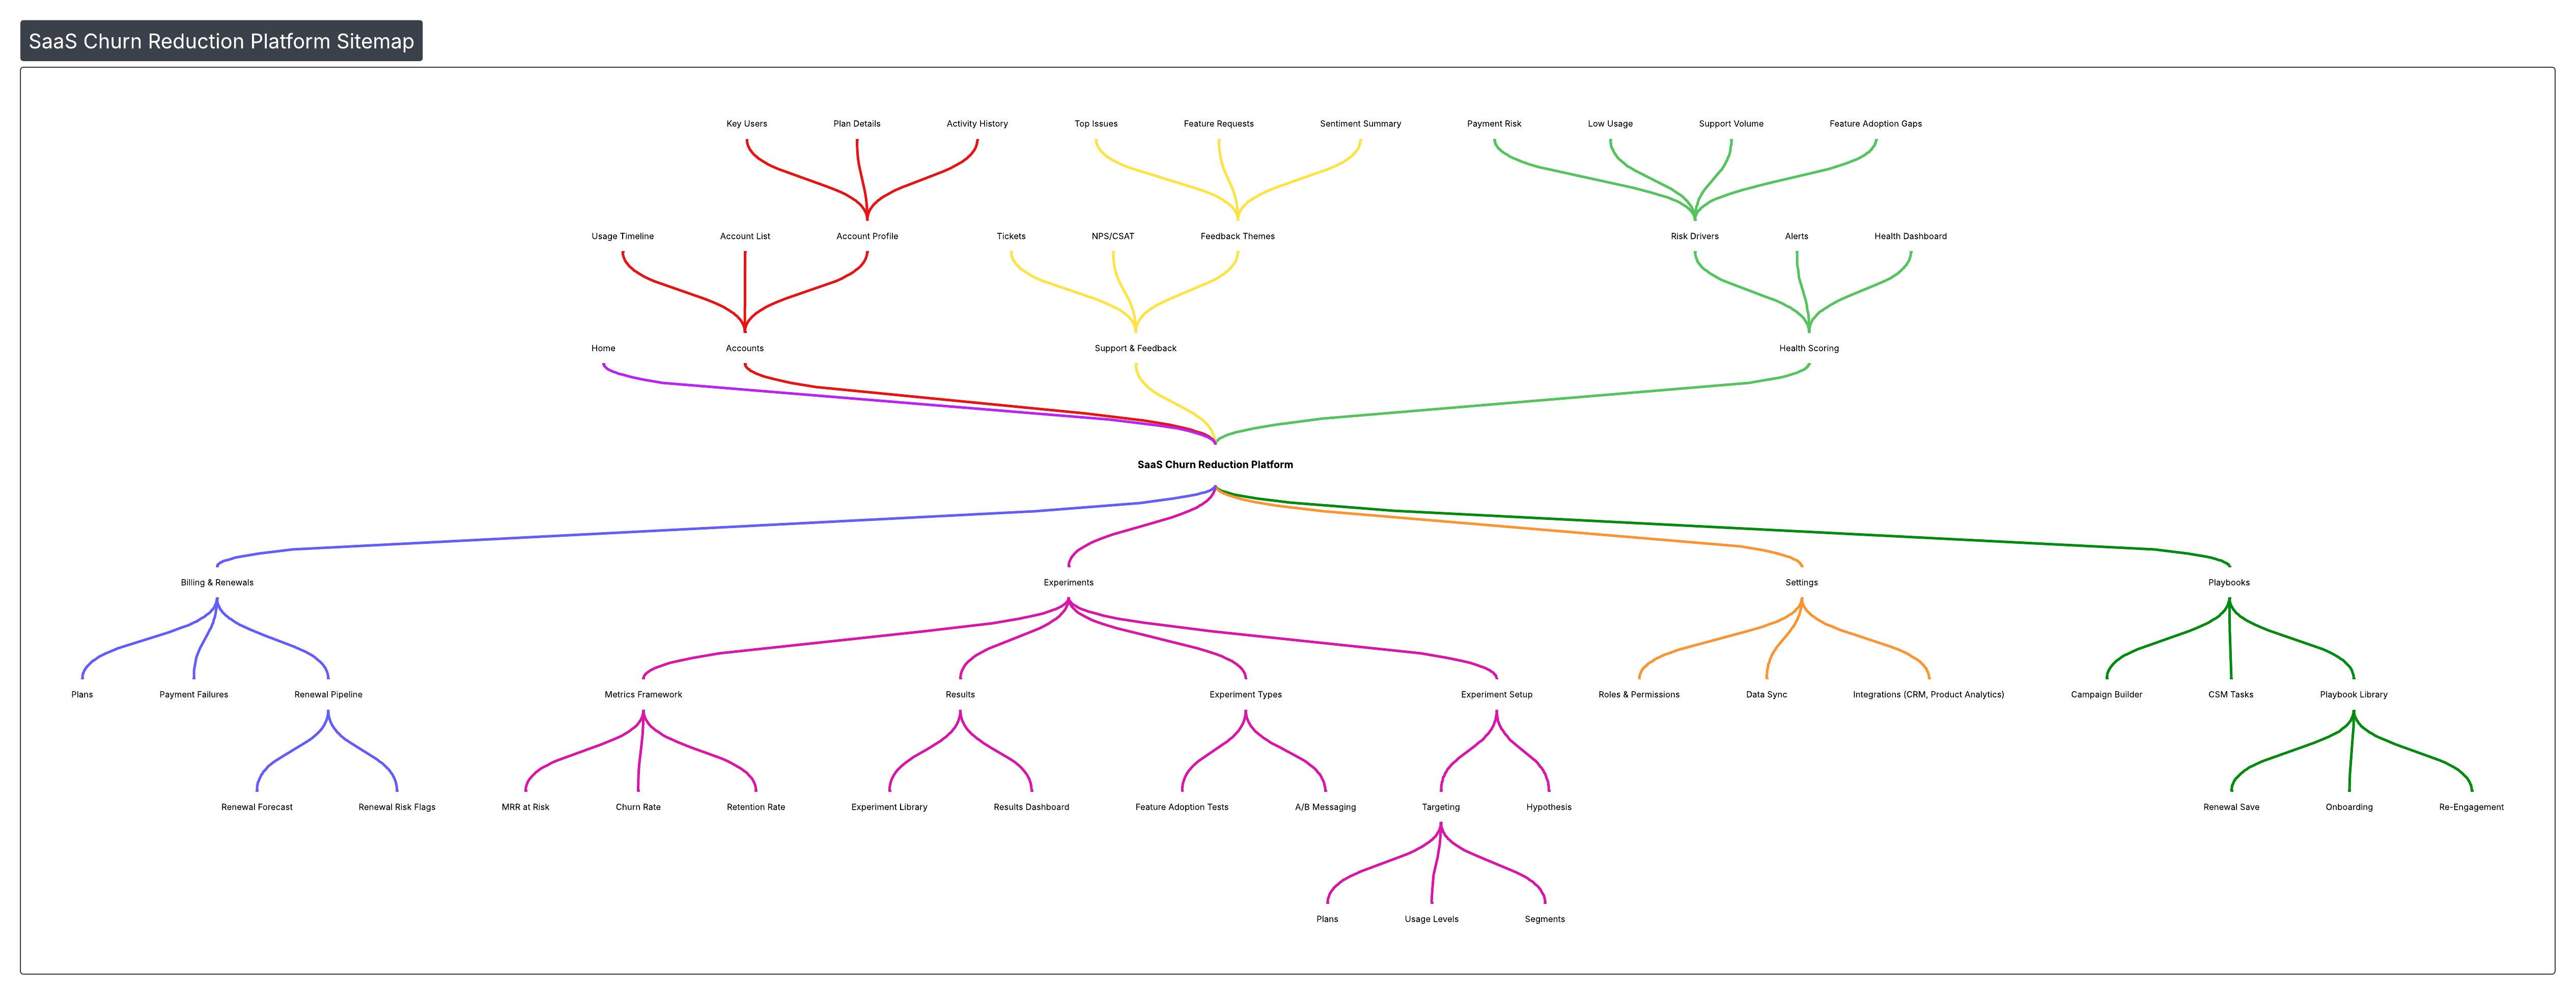 SaaS Churn Reduction Platform Sitemap
Key Users
Plan Details
Activity History
Top Issues
Feature Requests
Sentiment Summary
Payment Risk
Low Usage
Support Volume
Feature Adoption Gaps
Usage Timeline
Account List
Account Profile
Tickets
NPS/CSAT
Feedback Themes
Risk Drivers
Alerts
Health Dashboard
Home
Accounts
Support & Feedback
Health Scoring
SaaS Churn Reduction Platform
Billing & Renewals
Experiments
Settings
Playbooks
Plans
Payment Failures
Renewal Pipeline
Metrics Framework
Results
Experiment Types
Experiment Setup
Roles & Permissions
Data Sync
Integrations (CRM, Product Analytics)
Campaign Builder
CSM Tasks
Playbook Library
Renewal Forecast
Renewal Risk Flags
MRR at Risk
Churn Rate
Retention Rate
Experiment Library
Results Dashboard
Feature Adoption Tests
A/B Messaging
Targeting
Hypothesis
Renewal Save
Onboarding
Re-Engagement
Plans
Usage Levels
Segments